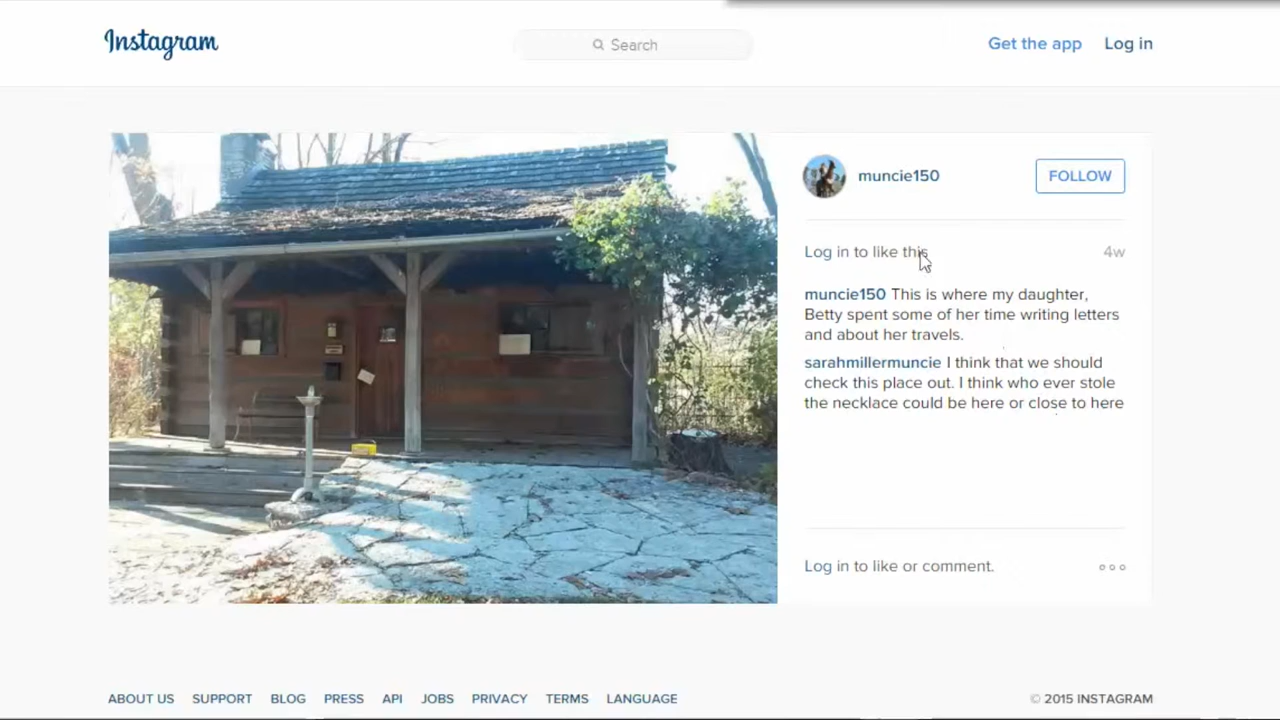 Instagram
Search
Get the app
Log in
muncie150
FOLLOW
Log in to like this
4w
muncie150 This is where my daughter,
Betty spent some of her time writing letters
and about her travels.
sarahmillermuncie I think that we should
check this place out. I think who ever stole
the necklace could be here or close to here
Log in to like or comment.
ABOUT US SUPPORT BLOG PRESS API JOBS PRIVACY TERMS LANGUAGE
© 2015 INSTAGRAM